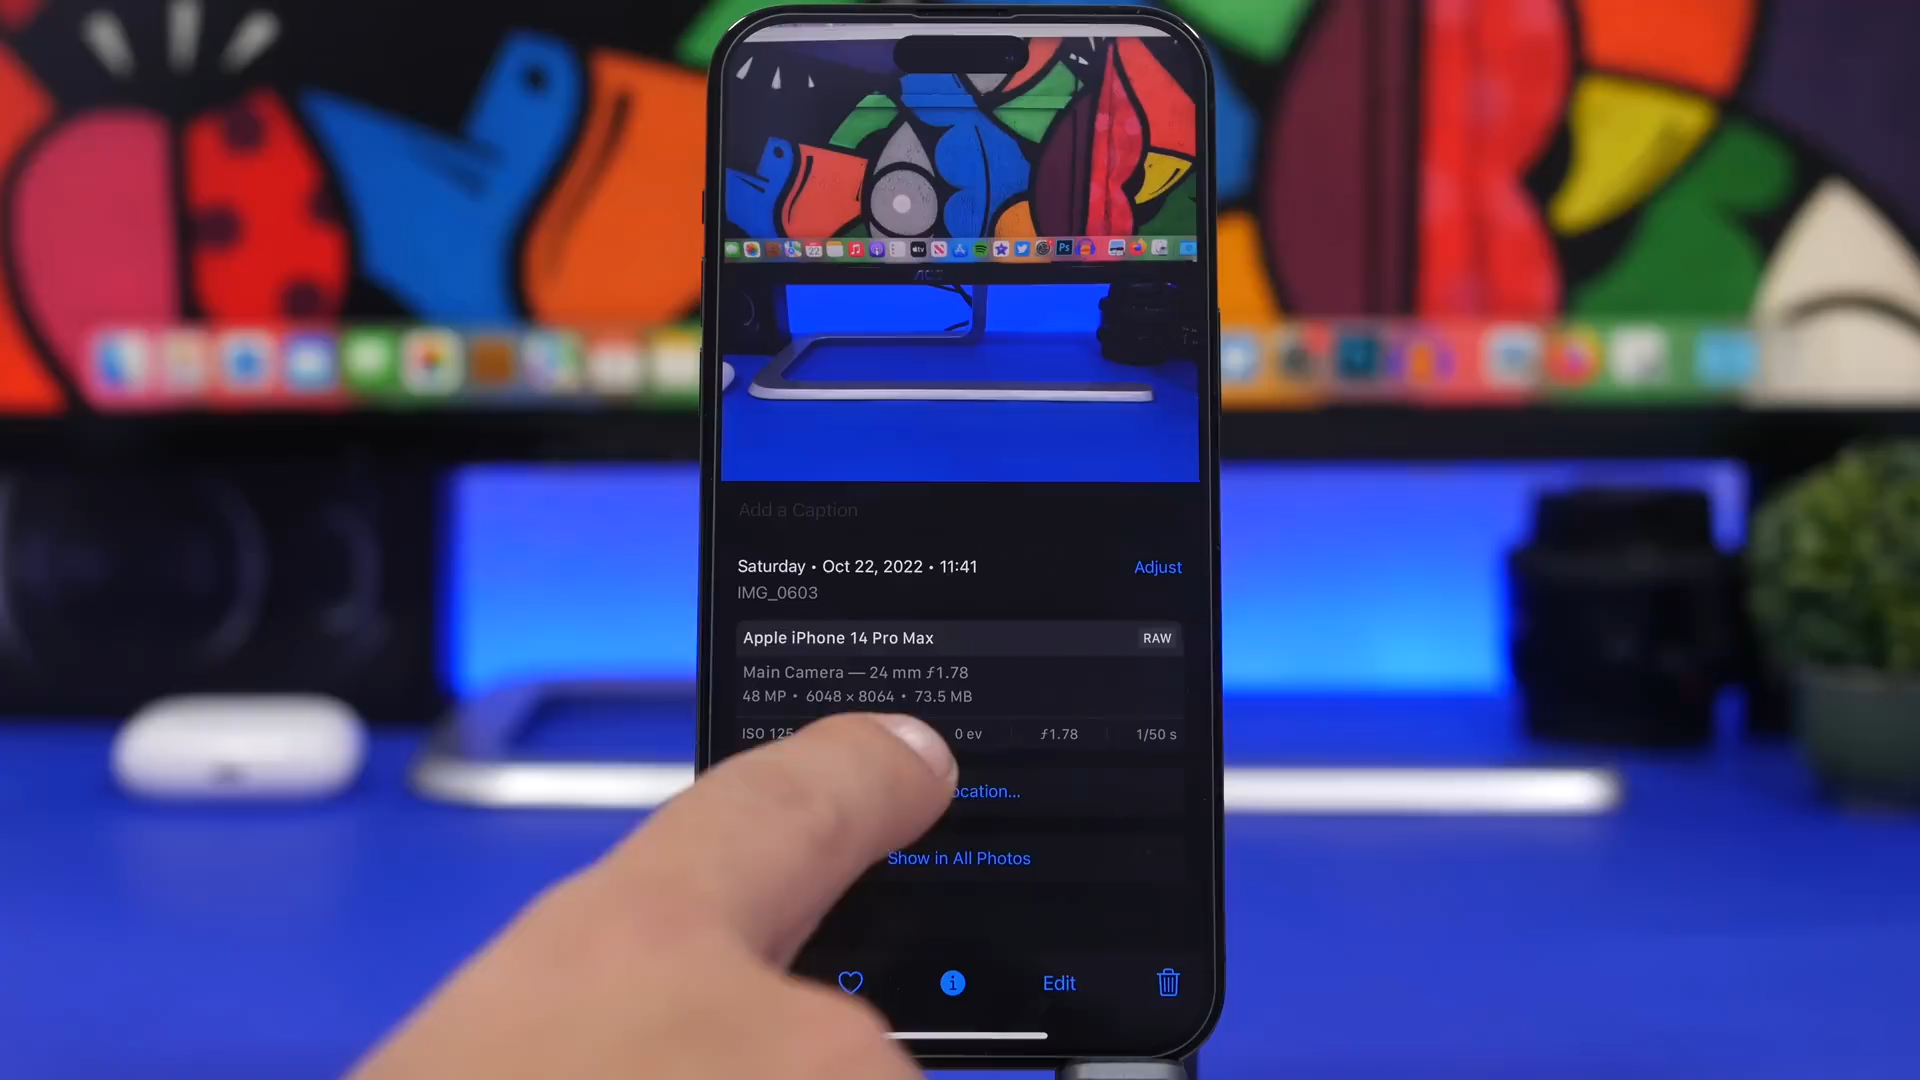 Ps
AOC
Add a Caption
Saturday • Oct 22, 2022 • 11:41
Adjust
IMG_0603
Apple iPhone 14 Pro Max
RAW
Main Camera — 24 mm ƒ1.78
48 MP • 6048 × 8064 • 73.5 MB
ISO 125
0 ev
ƒ1.78
1/50 s
ocation...
Show in All Photos
Edit